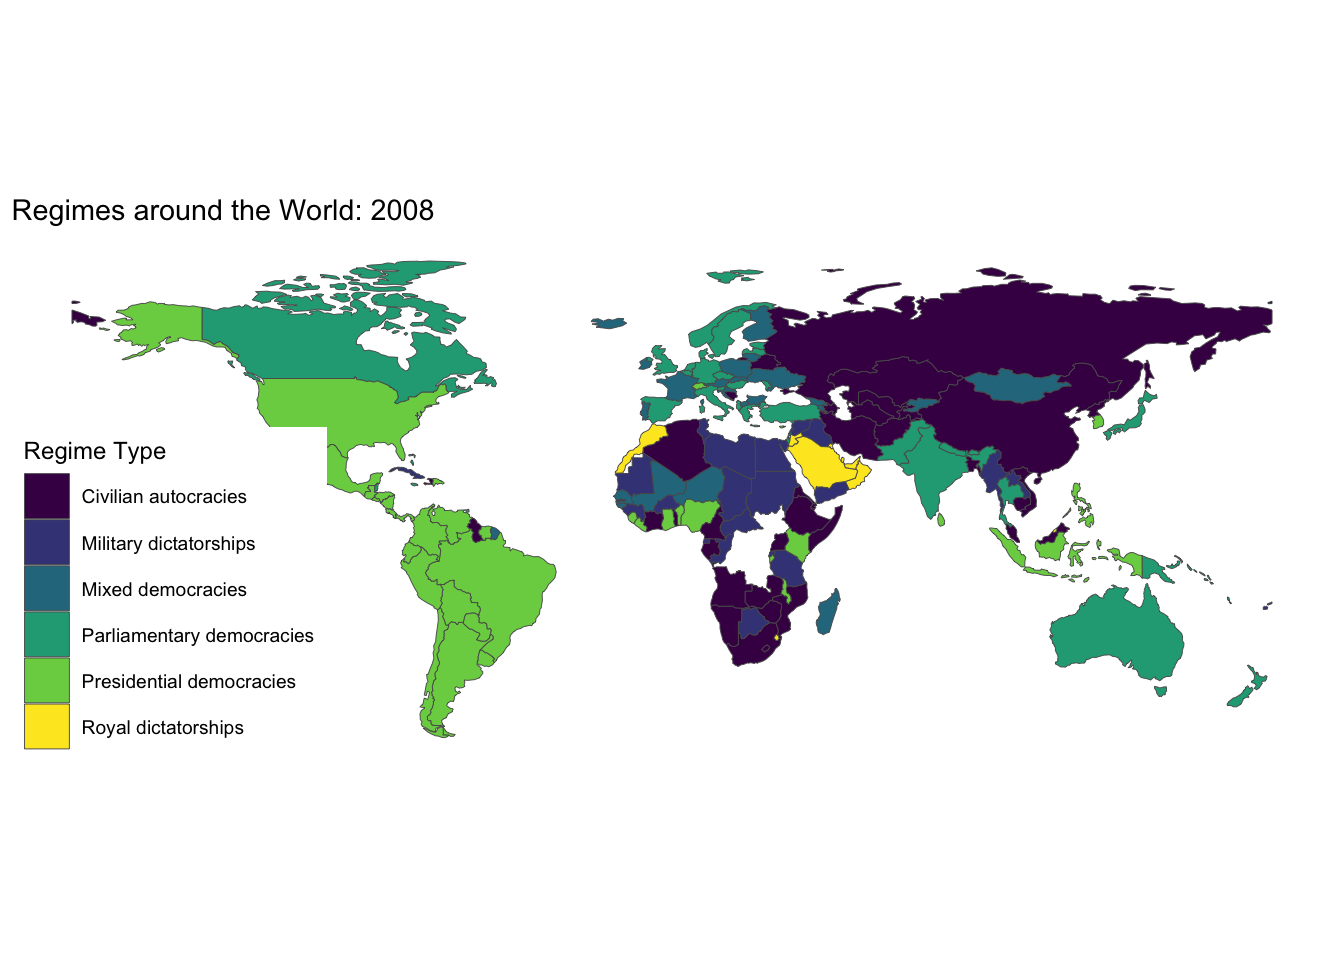 Regimes around the World: 2008
Regime Type
Civilian autocracies
Military dictatorships
Mixed democracies
Parliamentary democracies
Presidential democracies
Royal dictatorships